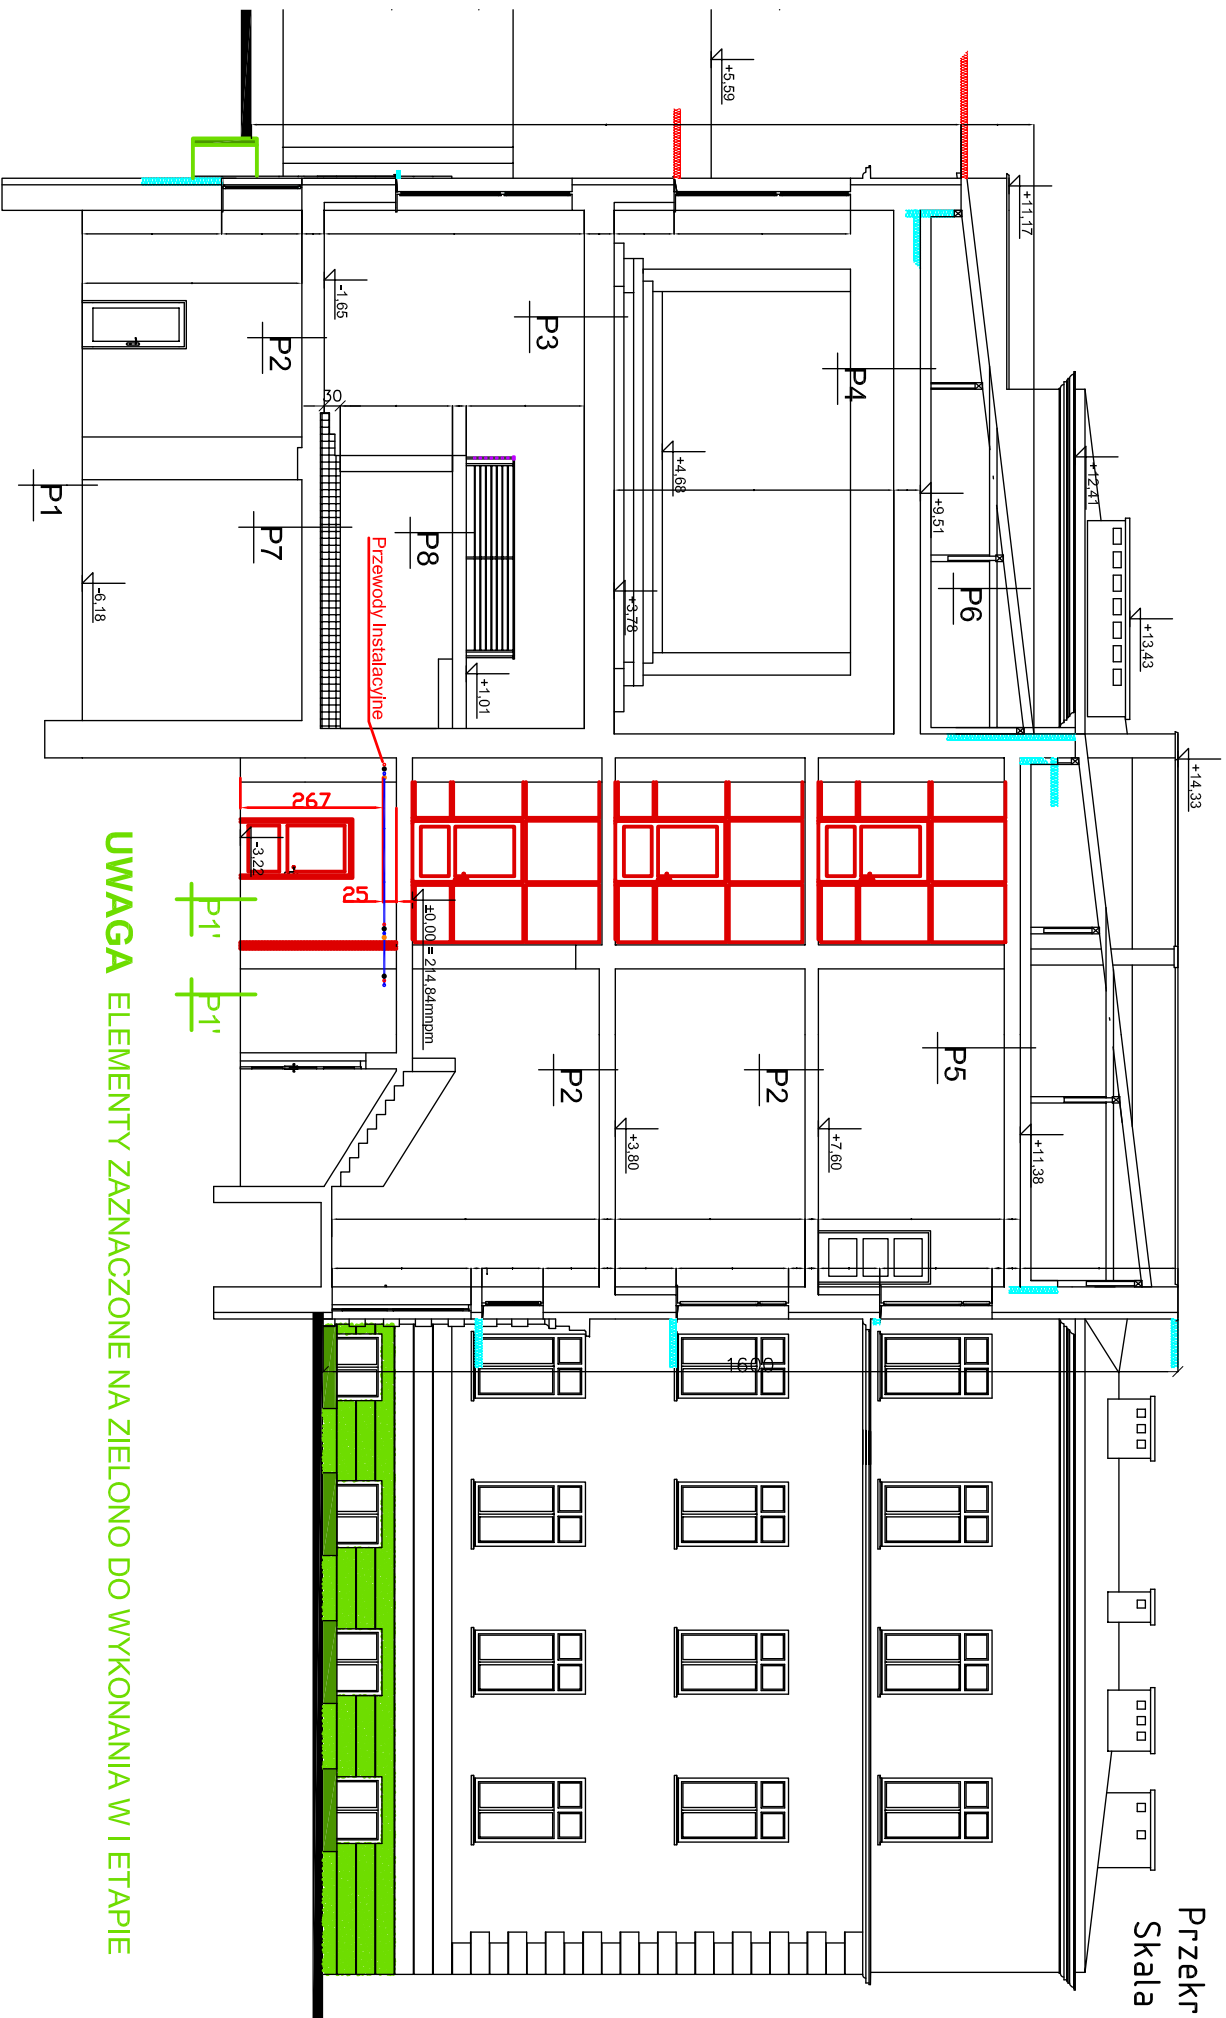 Przekr
Skala
+14,33
+13,43
+12,41
+11,17
+11,38
P6
+9,51
P5
P4
+7,60
+5,59
+4,68
P2
+3,78
+3,80
P3
P2
+1,01
P8
±0,00 = 214,84mnpm
Przewody Instalacyjne
-1,65
30
25
267
P2
P7
-3,22
P1'
P1'
-6,18
P1
1600
UWAGA ELEMENTY ZAZNACZONE NA ZIELONO DO WYKONANIA W I ETAPIE